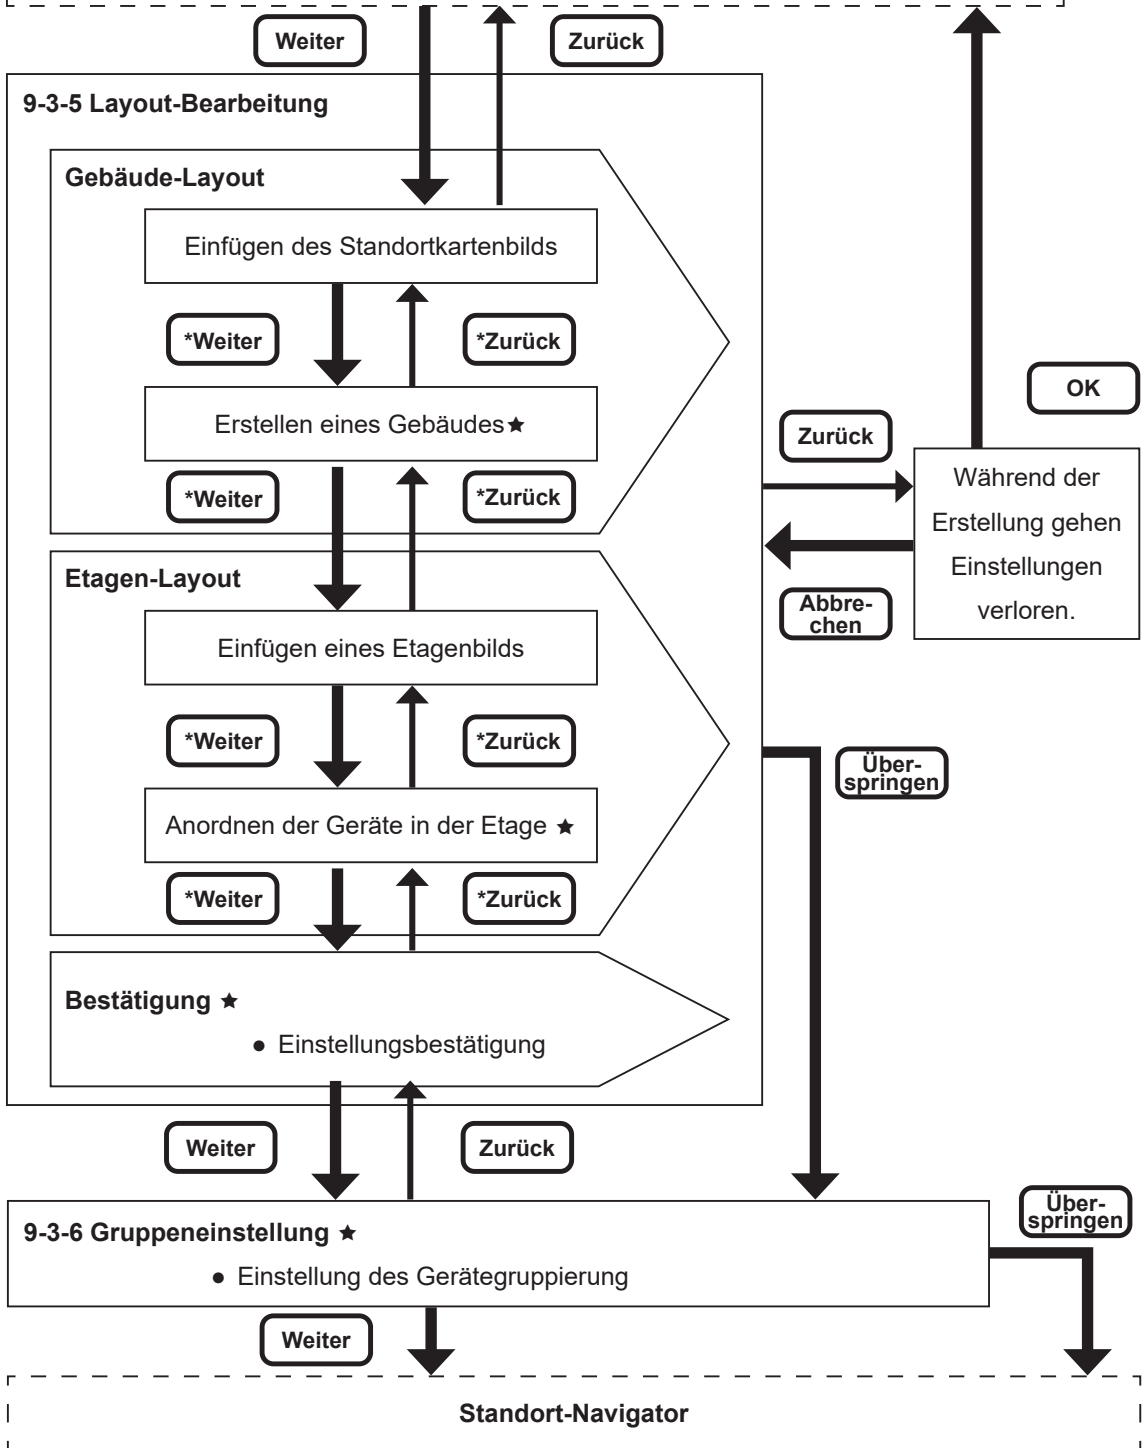 Weiter
Zurück
9-3-5 Layout-Bearbeitung
Gebäude-Layout
Einfügen des Standortkartenbilds
*Weiter
*Zurück
Erstellen eines Gebäudes★
*Weiter
*Zurück
OK
Zurück
Während der
Erstellung gehen
Einstellungen
verloren.
Abbre-
chen
Etagen-Layout
Einfügen eines Etagenbilds
*Weiter
*Zurück
Über-
springen
Anordnen der Geräte in der Etage ★
*Weiter
*Zurück
Bestätigung ★
● Einstellungsbestätigung
Weiter
Zurück
9-3-6 Gruppeneinstellung ★
● Einstellung des Gerätegruppierung
Über-
springen
Weiter
Standort-Navigator